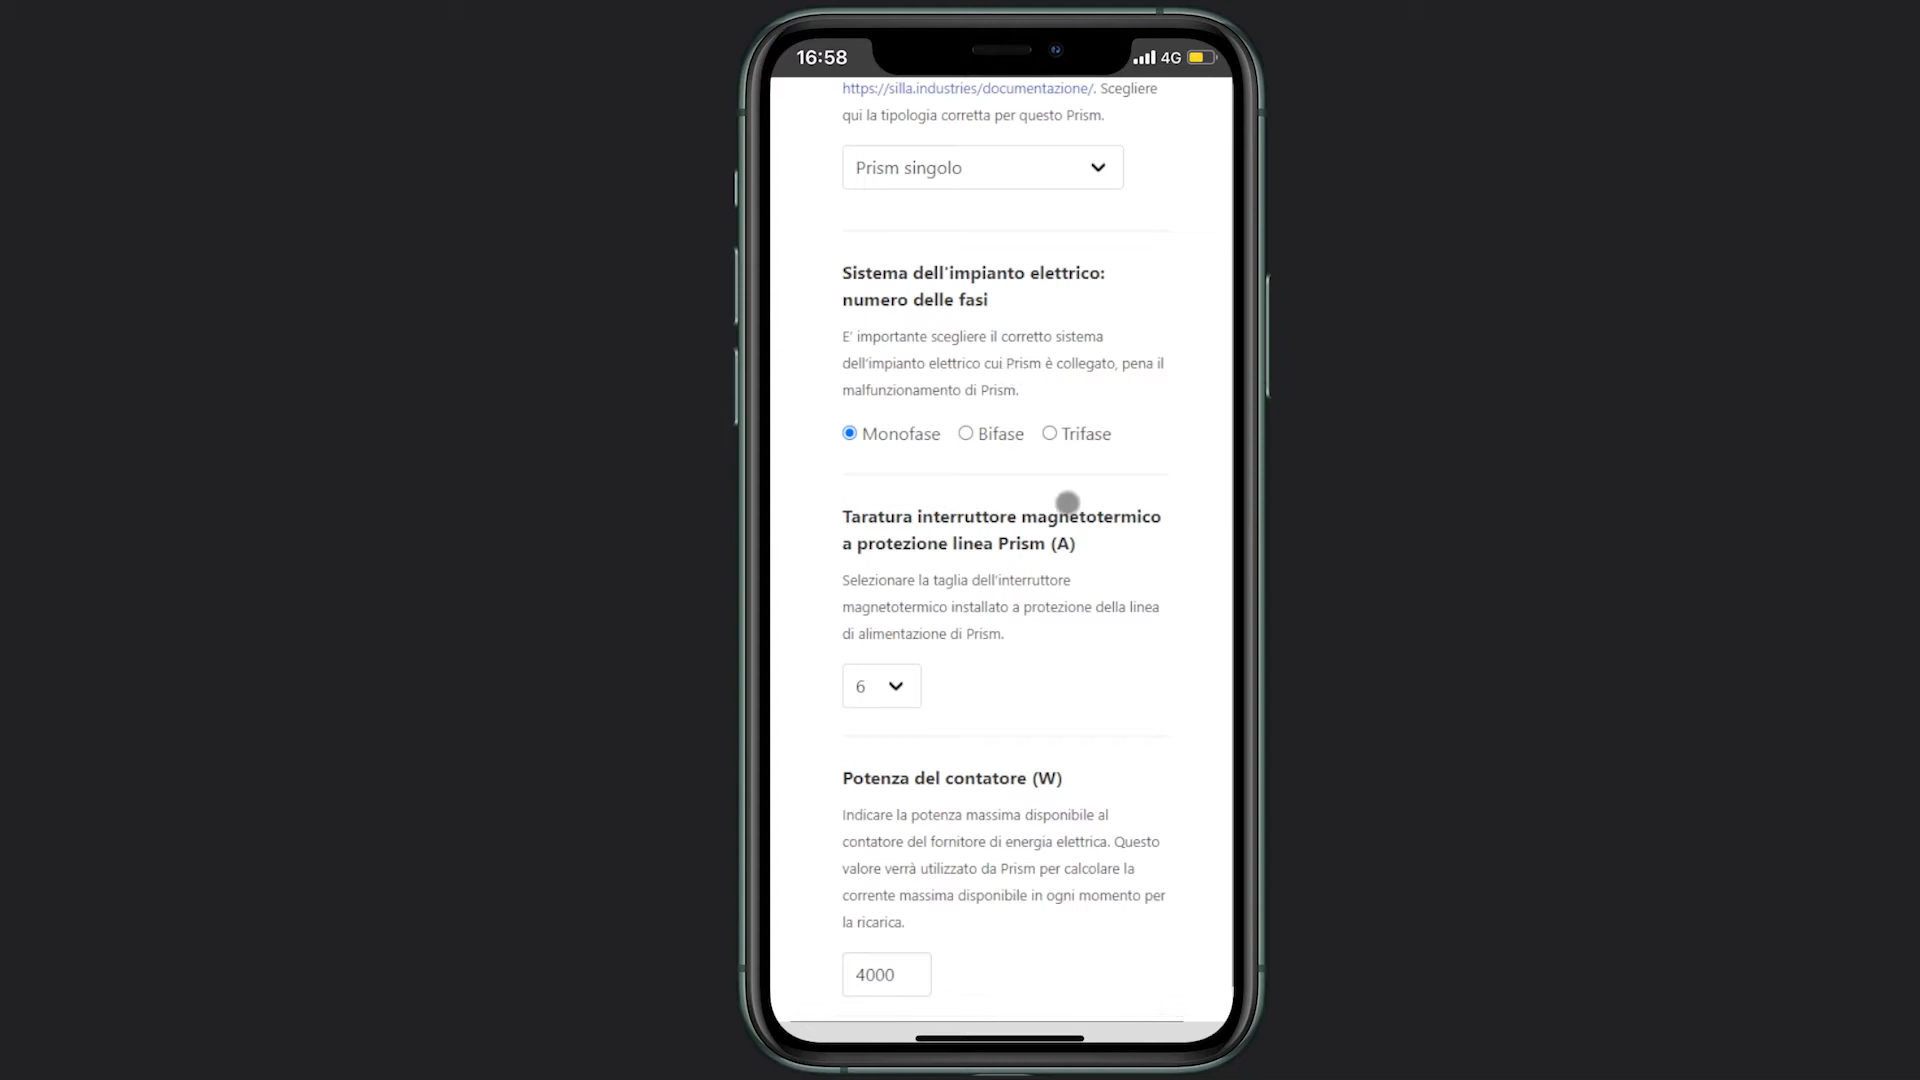 16:58
4G
https://silla.industries/documentazione/. Scegliere
qui la tipologia corretta per questo Prism.
Prism singolo
Sistema dell'impianto elettrico:
numero delle fasi
E' importante scegliere il corretto sistema
dell'impianto elettrico cui Prism è collegato, pena il
malfunzionamento di Prism.
Monofase Bifase Trifase
Taratura interruttore magnetotermico
a protezione linea Prism (A)
Selezionare la taglia dell'interruttore
magnetotermico installato a protezione della linea
di alimentazione di Prism.
6
Potenza del contatore (W)
Indicare la potenza massima disponibile al
contatore del fornitore di energia elettrica. Questo
valore verrà utilizzato da Prism per calcolare la
corrente massima disponibile in ogni momento per
la ricarica.
4000